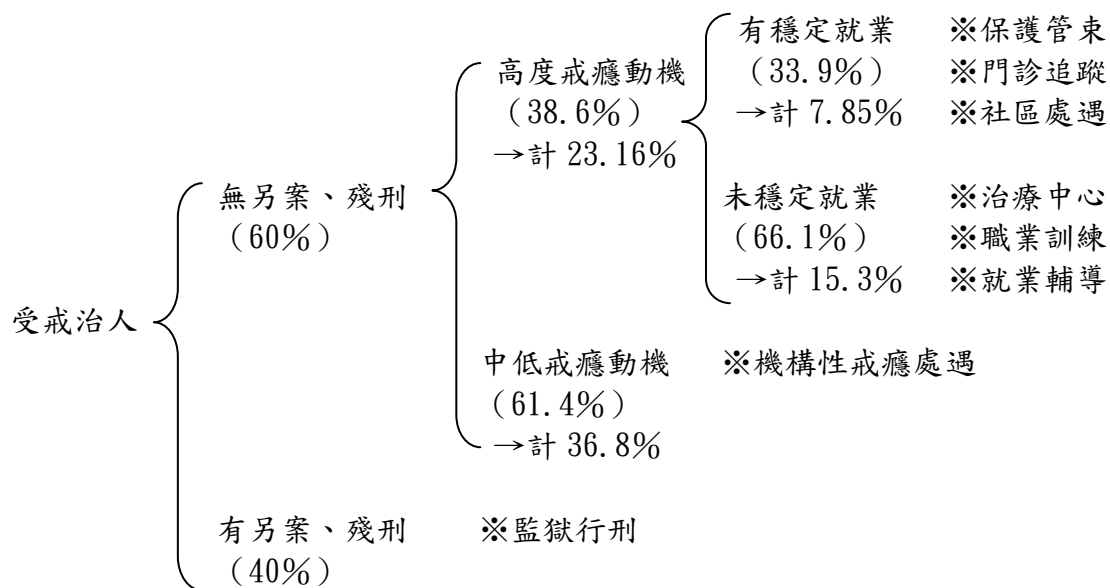 有穩定就業 ※保護管束
高度戒癮動機 (33.9%) ※門診追蹤
(38.6%) →計 7.85% ※社區處遇
→計 23.16%
無另案、殘刑 未穩定就業 ※治療中心
(60%) (66.1%) ※職業訓練
→計 15.3% ※就業輔導
受戒治人
中低戒癮動機 ※機構性戒癮處遇
(61.4%)
→計 36.8%
有另案、殘刑 ※監獄行刑
(40%)